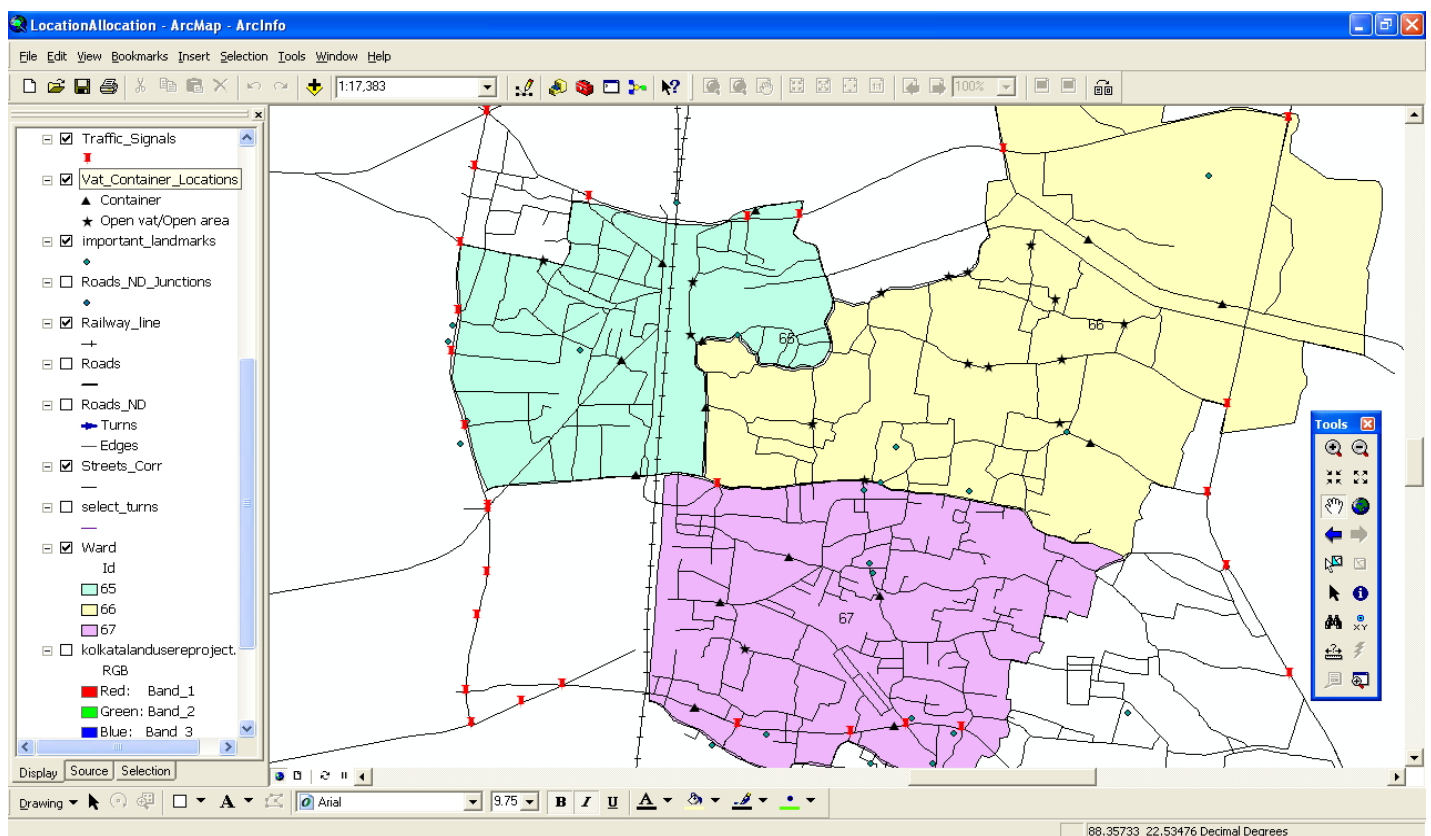 LocationAllocation - ArcMap - ArcInfo
File Edit View Bookmarks Insert Selection Tools Window Help
1:17,383
100%
Traffic_Signals
Vat_Container_Locations
Container
Open vat/Open area
important_landmarks
Roads_ND_Junctions
Railway_line
Roads
Roads_ND
Turns
Edges
Streets_Corr
select_turns
Ward
Id
65
66
67
kolkatalandusereproject.
RGB
Red: Band_1
Green: Band_2
Blue: Band 3
Display Source Selection
65
66
67
Tools
XY
Drawing A Arial 9.75 B I U A
88.35733 22.53476 Decimal Degrees